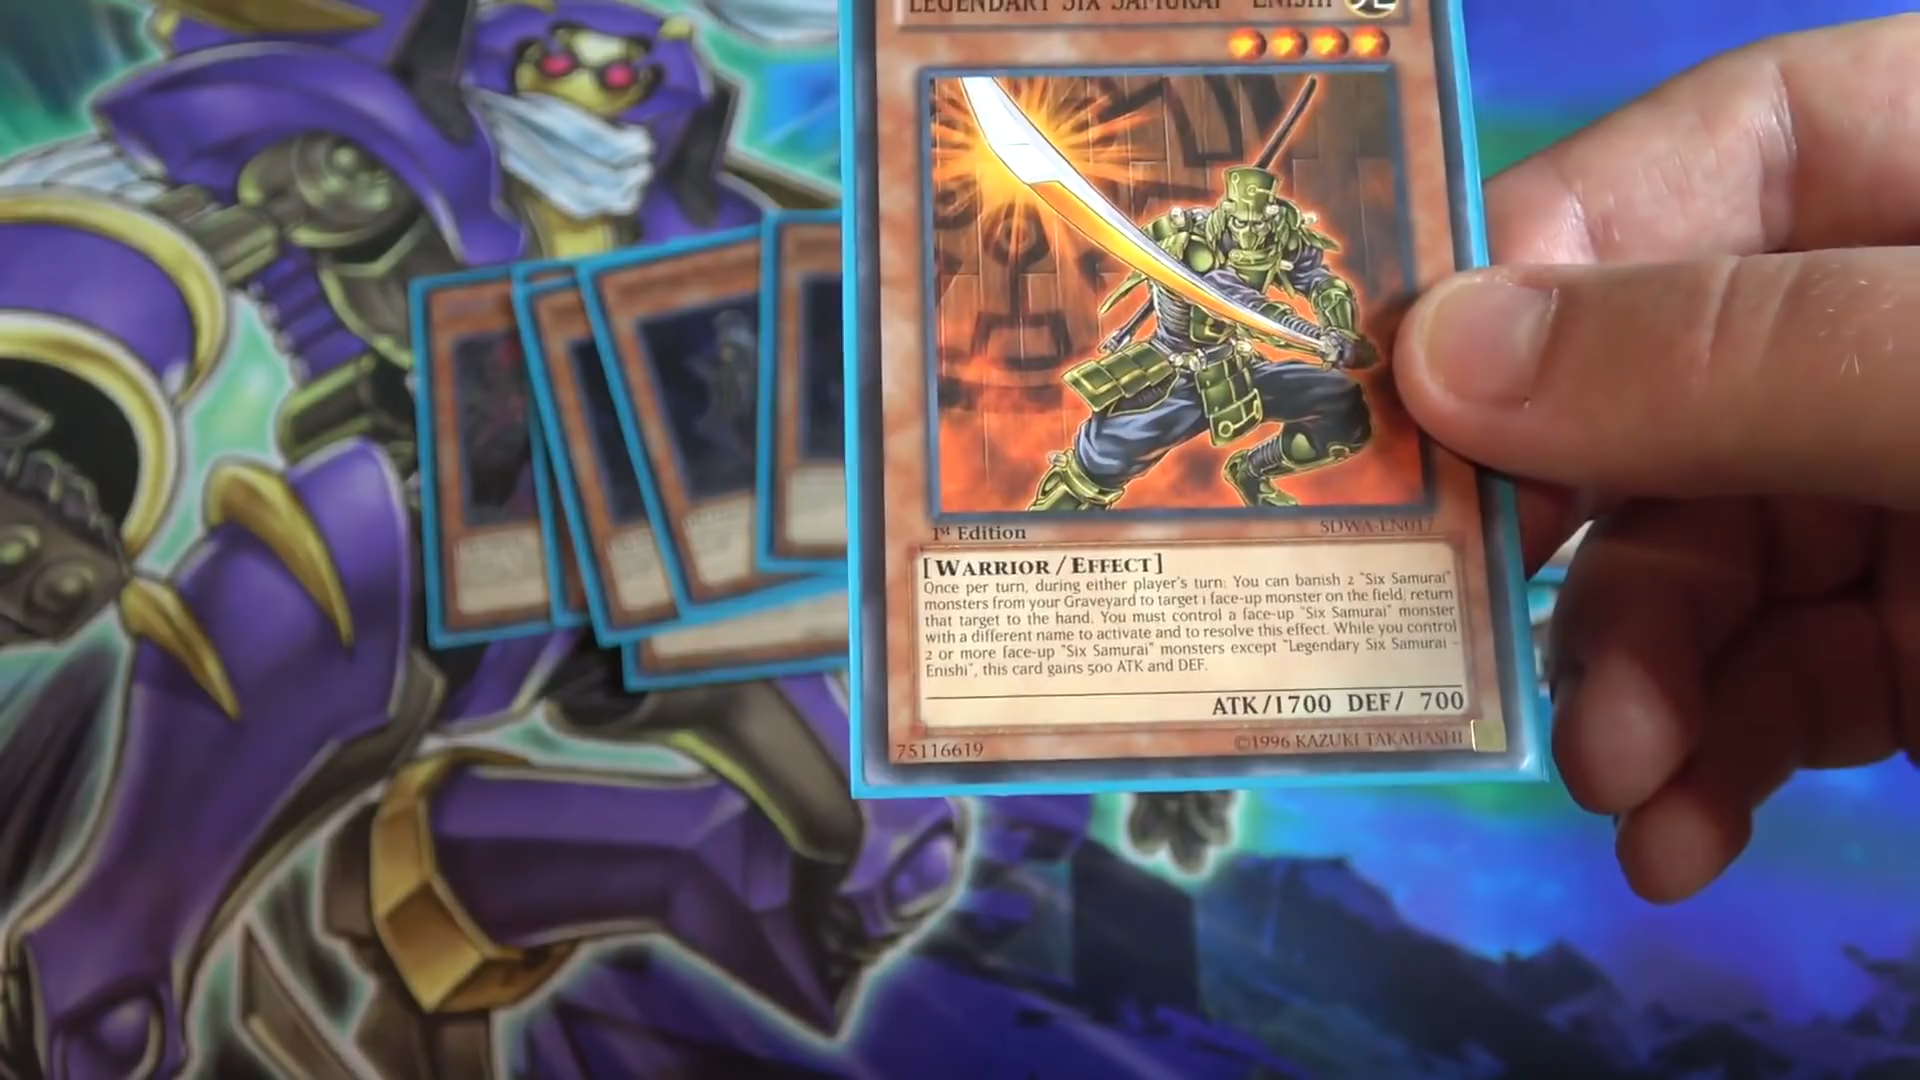 LEGENDARY SIX SAMURAI - ENISHI
1st Edition
SDWA-EN017
[WARRIOR/EFFECT]
Once per turn, during either player's turn: You can banish 2 "Six Samurai"
monsters from your Graveyard to target 1 face-up monster on the field; return
that target to the hand. You must control a face-up "Six Samurai" monster
with a different name to activate and to resolve this effect. While you control
2 or more face-up "Six Samurai" monsters except "Legendary Six Samurai -
Enishi", this card gains 500 ATK and DEF.
ATK/1700 DEF/ 700
75116619
©1996 KAZUKI TAKAHASHI